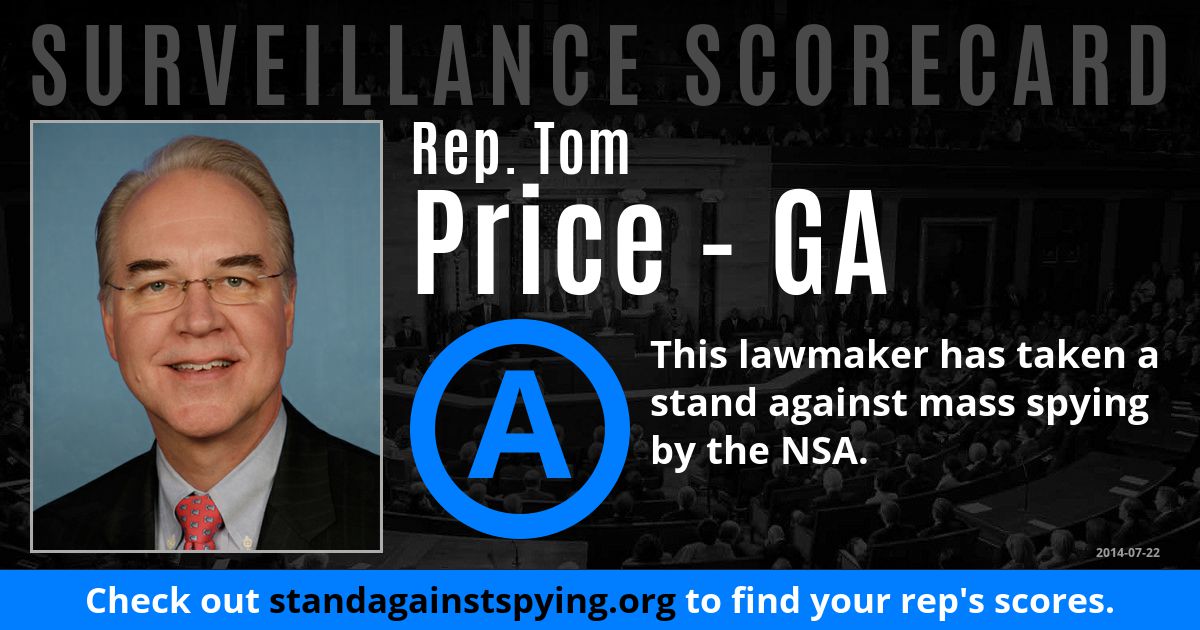 SURVEILLANCE SCORECARD
Rep. Tom
Price - GA
A
This lawmaker has taken a
stand against mass spying
by the NSA.
2014-07-22
Check out standagainstspying.org to find your rep's scores.